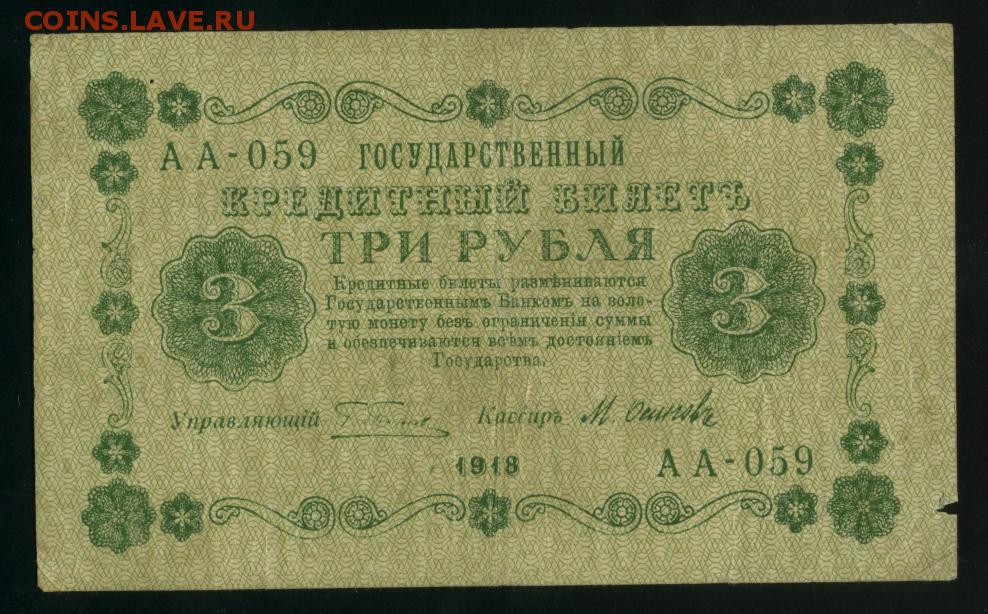 COINS.LAVE.RU
АА-059 ГОСУДАРСТВЕННЫЙ
КРЕДИТНЫЙ БИЛЕТЪ
ТРИ РУБЛЯ
3
Кредитные билеты размѣниваются
Государственнымъ Банкомъ на золо-
тую монету безъ ограниченія суммы
и обезпечиваются всѣмъ достояніемъ
Государства.
3
Управляющій Кассиръ М. Осиповъ
1918
АА-059